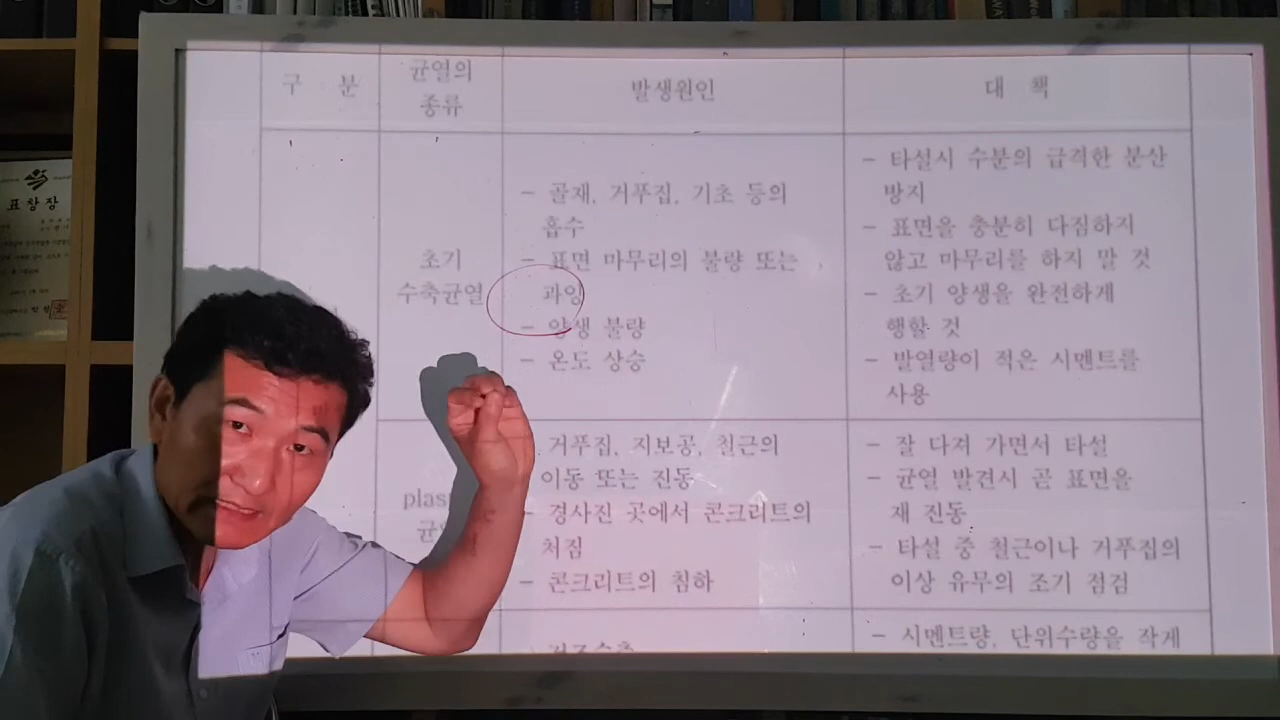 구 분
균열의
종류
발생원인
대 책
초기
수축균열
- 골재, 거푸집, 기초 등의
흡수
- 표면 마무리의 불량 또는
과잉
- 양생 불량
- 온도 상승
- 타설시 수분의 급격한 분산
방지
- 표면을 충분히 다짐하지
않고 마무리를 하지 말 것
- 초기 양생을 완전하게
행할 것
- 발열량이 적은 시멘트를
사용
거푸집, 지보공, 철근의
이동 또는 진동
- 경사진 곳에서 콘크리트의
처짐
- 콘크리트의 침하
- 잘 다져 가면서 타설
- 균열 발견시 곧 표면을
재 진동
- 타설 중 철근이나 거푸집의
이상 유무의 조기 점검
- 시멘트량, 단위수량을 작게
표창장